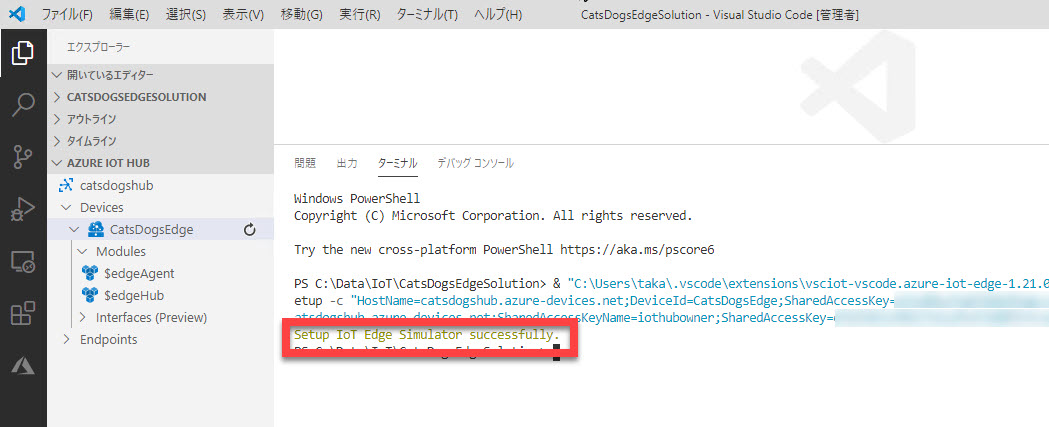 ファイル(F) 編集(E) 選択(S) 表示(V) 移動(G) 実行(R) ターミナル(T) ヘルプ(H) CatsDogsEdgeSolution - Visual Studio Code [管理者]
エクスプローラー
開いているエディター
CATSDOGSEDGESOLUTION
アウトライン
タイムライン
AZURE IOT HUB
catsdogshub
Devices
CatsDogsEdge
Modules
$edgeAgent
$edgeHub
Interfaces (Preview)
Endpoints
問題 出力 ターミナル デバッグ コンソール
Windows PowerShell
Copyright (C) Microsoft Corporation. All rights reserved.
Try the new cross-platform PowerShell https://aka.ms/pscore6
PS C:\Data\IoT\CatsDogsEdgeSolution> & "C:\Users\taka\.vscode\extensions\vsciot-vscode.azure-iot-edge-1.21.0
etup -c "HostName=catsdogshub.azure-devices.net;DeviceId=CatsDogsEdge;SharedAccessKey=
atsdogshub.azure-devices.net;SharedAccessKeyName=iothubowner;SharedAccessKey=
Setup IoT Edge Simulator successfully.
PS C:\Data\IoT\CatsDogsEdgeSolution>